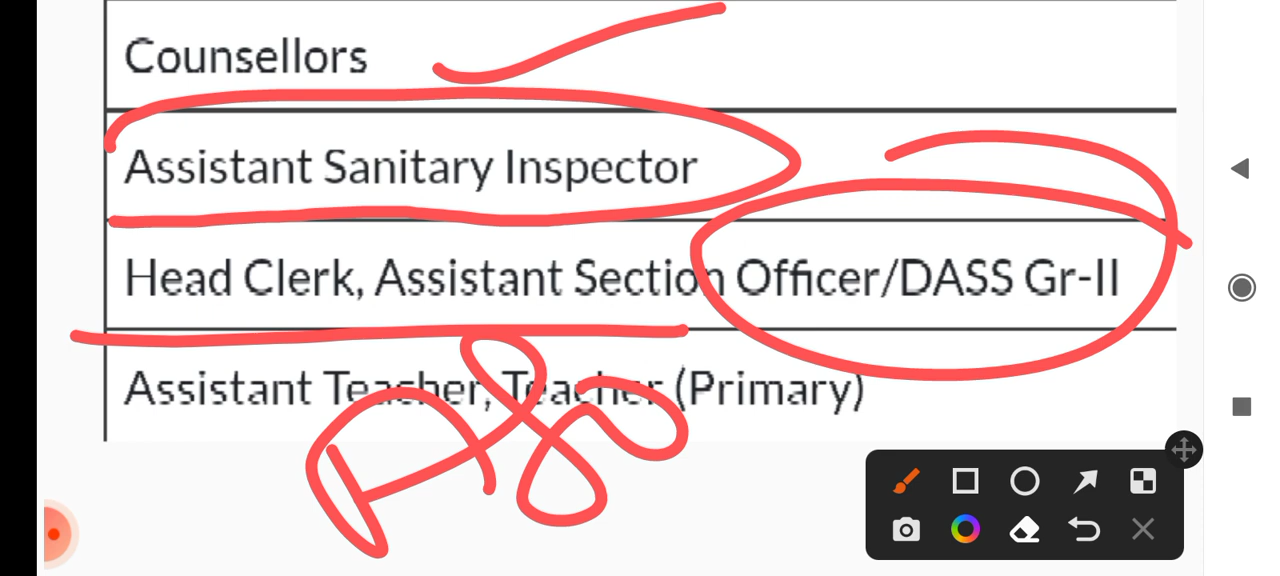 Counsellors
Assistant Sanitary Inspector
Head Clerk, Assistant Section Officer/DASS Gr-II
Assistant Teacher, Teacher (Primary)